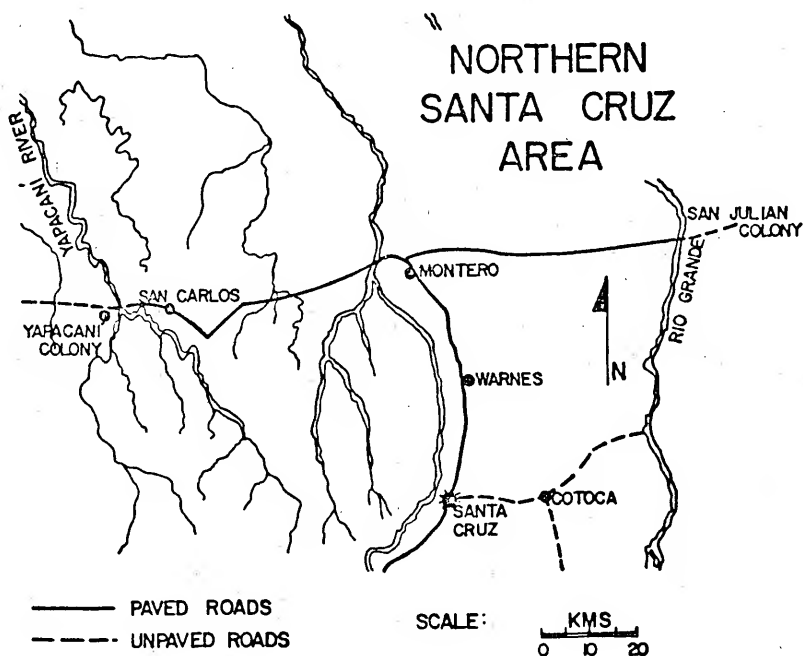 NORTHERN
SANTA CRUZ
AREA
YAPACANI RIVER
SAN JULIAN
COLONY
RIO GRANDE
MONTERO
SAN CARLOS
YAPACANI
COLONY
N
WARNES
COTOCA
SANTA
CRUZ
PAVED ROADS
UNPAVED ROADS
SCALE:
KMS
0 10 20